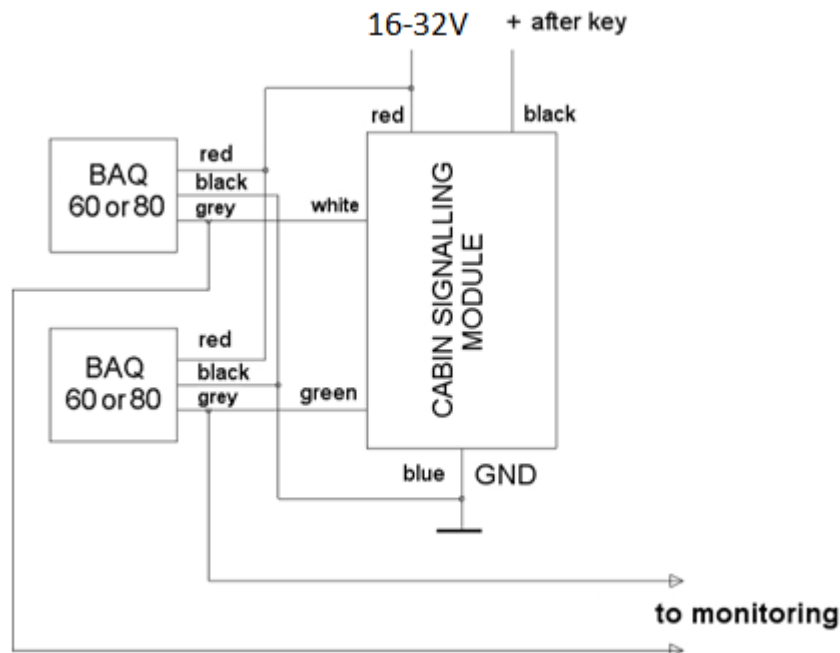 16-32V
+ after key
red
black
BAQ
60 or 80
red
black
grey
white
CABIN SIGNALLING
MODULE
BAQ
60 or 80
red
black
grey
green
blue
GND
to monitoring